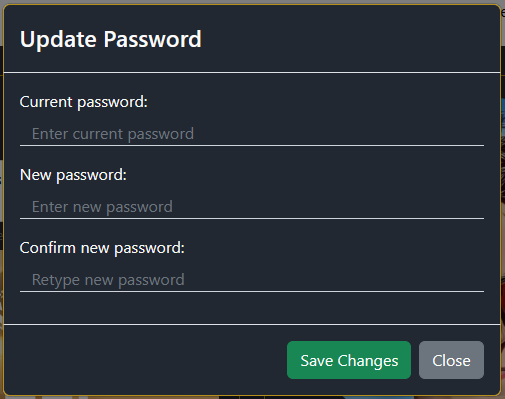 Update Password
Current password:
Enter current password
New password:
Enter new password
Confirm new password:
Retype new password
Save Changes Close